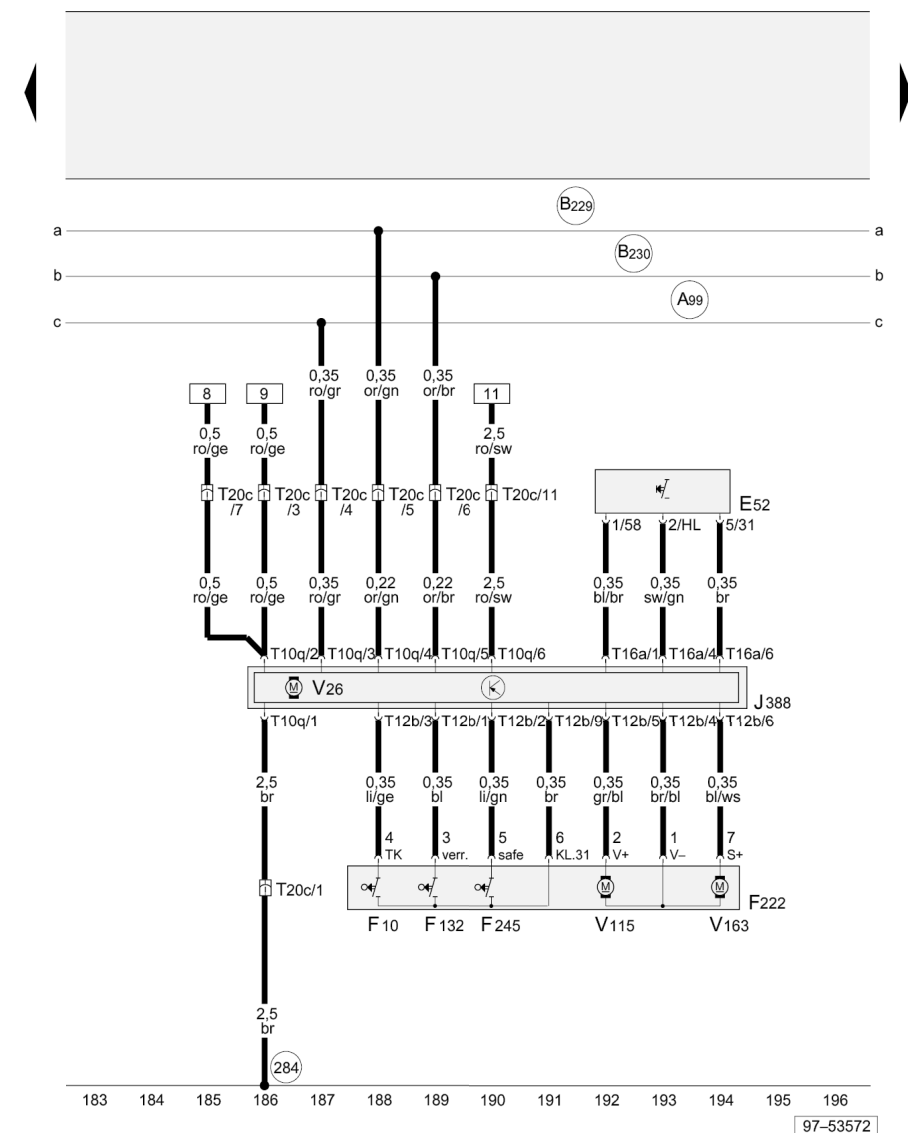 B229
a a
B230
b b
A99
c c
0,35 0,35 0,35
ro/gr or/gn or/br
8 9 11
0,5 0,5 2,5
ro/ge ro/ge ro/sw
T20c T20c T20c T20c T20c T20c/11
/7 /3 /4 /5 /6
E52
1/58 2/HL 5/31
0,5 0,5 0,35 0,22 0,22 2,5 0,35 0,35 0,35
ro/ge ro/ge ro/gr or/gn or/br ro/sw bl/br sw/gn br
T10q/2 T10q/3 T10q/4 T10q/5 T10q/6 T16a/1 T16a/4 T16a/6
M V26
J388
T10q/1 T12b/3 T12b/1 T12b/2 T12b/9 T12b/5 T12b/4 T12b/6
2,5 0,35 0,35 0,35 0,35 0,35 0,35 0,35
br li/ge bl li/gn br gr/bl br/bl bl/ws
4 3 5 6 2 1 7
TK verr. safe KL.31 V+ V– S+
T20c/1 M M
F222
F10 F132 F245 V115 V163
2,5
br
284
183 184 185 186 187 188 189 190 191 192 193 194 195 196
97–53572